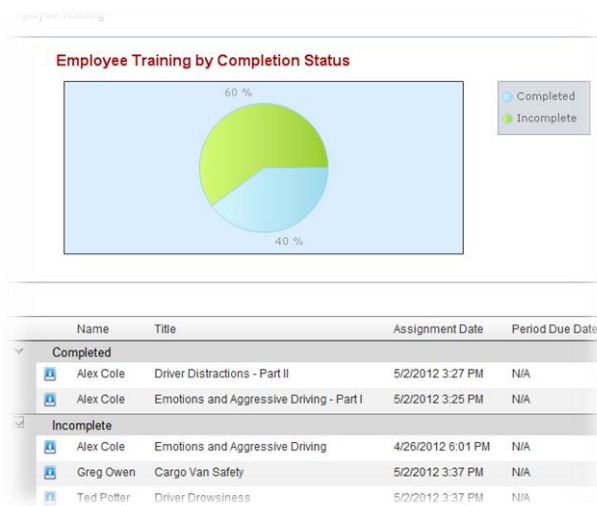 Employee Training
Employee Training by Completion Status
60 %
Completed
Incomplete
40 %
Name Title Assignment Date Period Due Date
Completed
Alex Cole Driver Distractions - Part II 5/2/2012 3:27 PM N/A
Alex Cole Emotions and Aggressive Driving - Part I 5/2/2012 3:25 PM N/A
Incomplete
Alex Cole Emotions and Aggressive Driving 4/26/2012 6:01 PM N/A
Greg Owen Cargo Van Safety 5/2/2012 3:37 PM N/A
Ted Potter Driver Drowsiness 5/2/2012 3:37 PM N/A